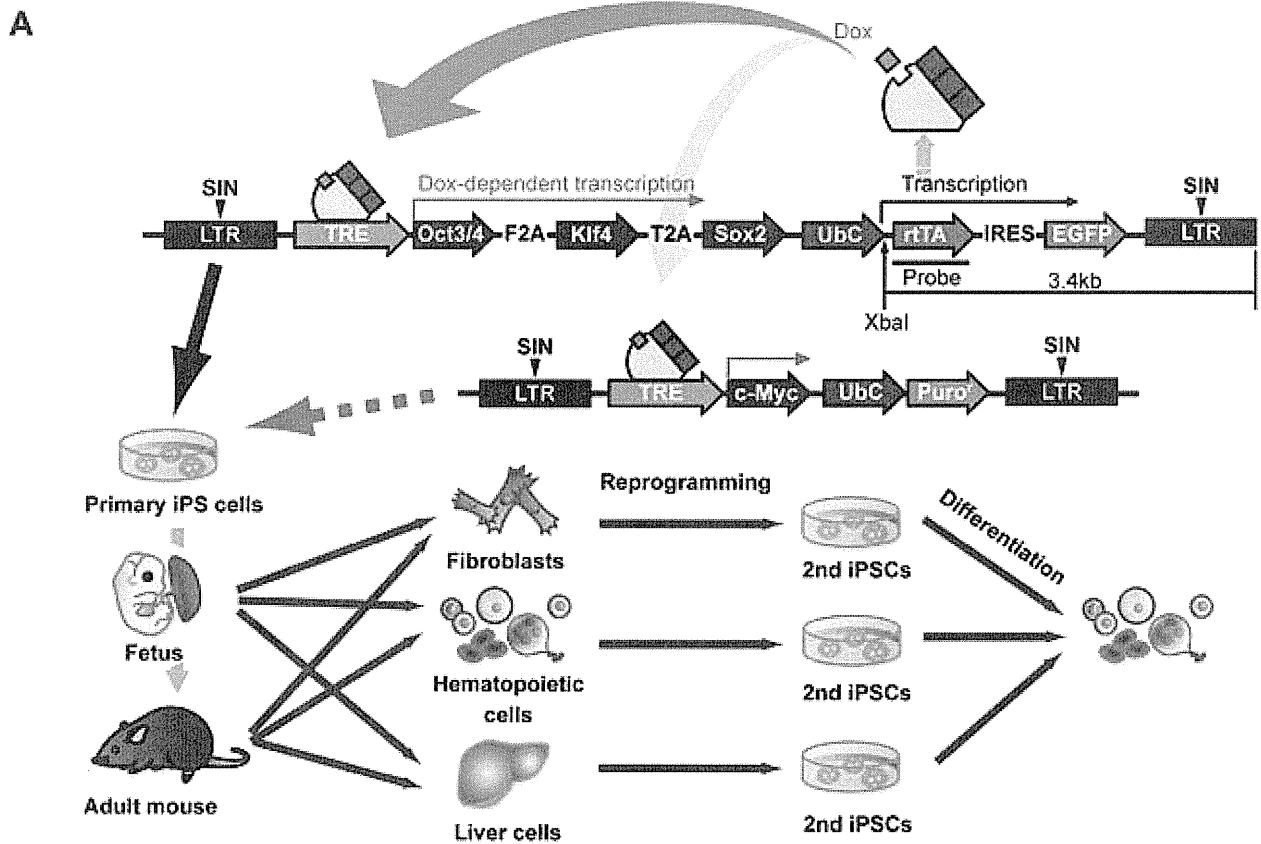 A
Dox
SIN
Dox-dependent transcription
Transcription
SIN
LTR
TRE
Oct3/4
F2A
Klf4
T2A
Sox2
UbC
rtTA
IRES
EGFP
LTR
Probe
3.4kb
XbaI
SIN
SIN
LTR
TRE
c-Myc
UbC
Puroʳ
LTR
Primary iPS cells
Fetus
Adult mouse
Fibroblasts
Hematopoietic
cells
Liver cells
Reprogramming
2nd iPSCs
2nd iPSCs
2nd iPSCs
Differentiation